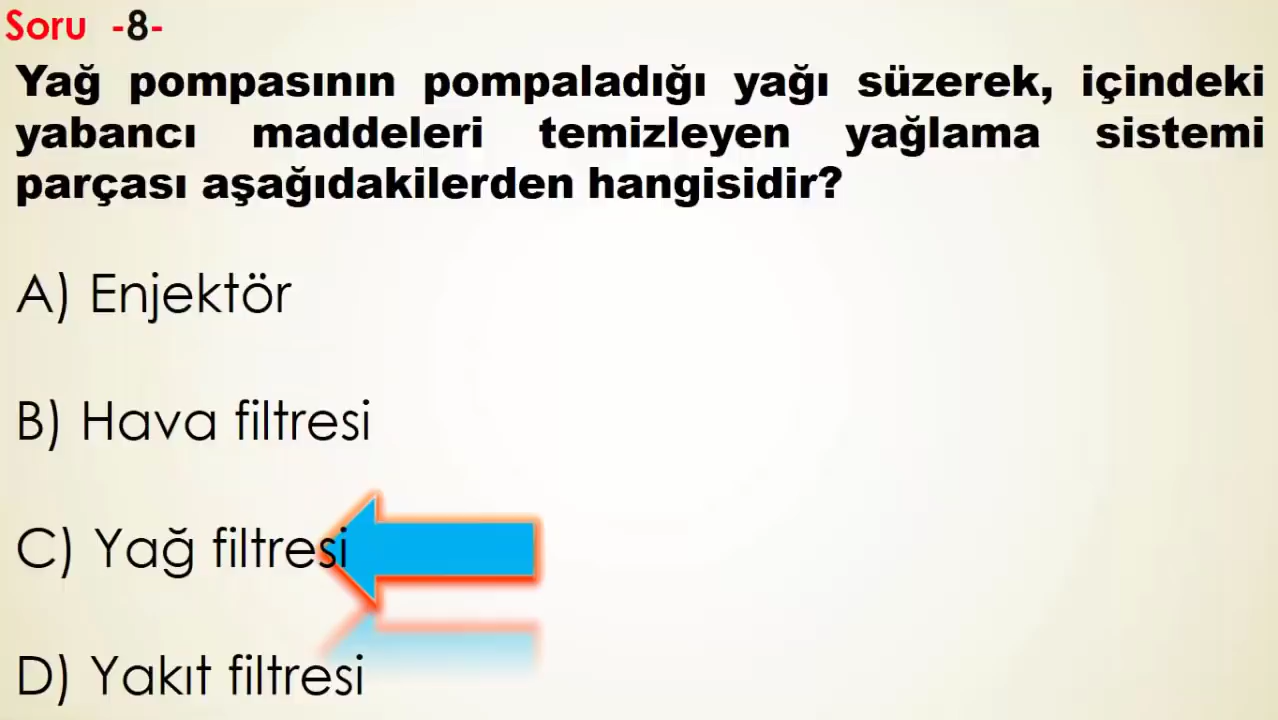 Soru -8-
Yağ pompasının pompaladığı yağı süzerek, içindeki
yabancı maddeleri temizleyen yağlama sistemi
parçası aşağıdakilerden hangisidir?
A) Enjektör
B) Hava filtresi
C) Yağ filtresi
D) Yakıt filtresi